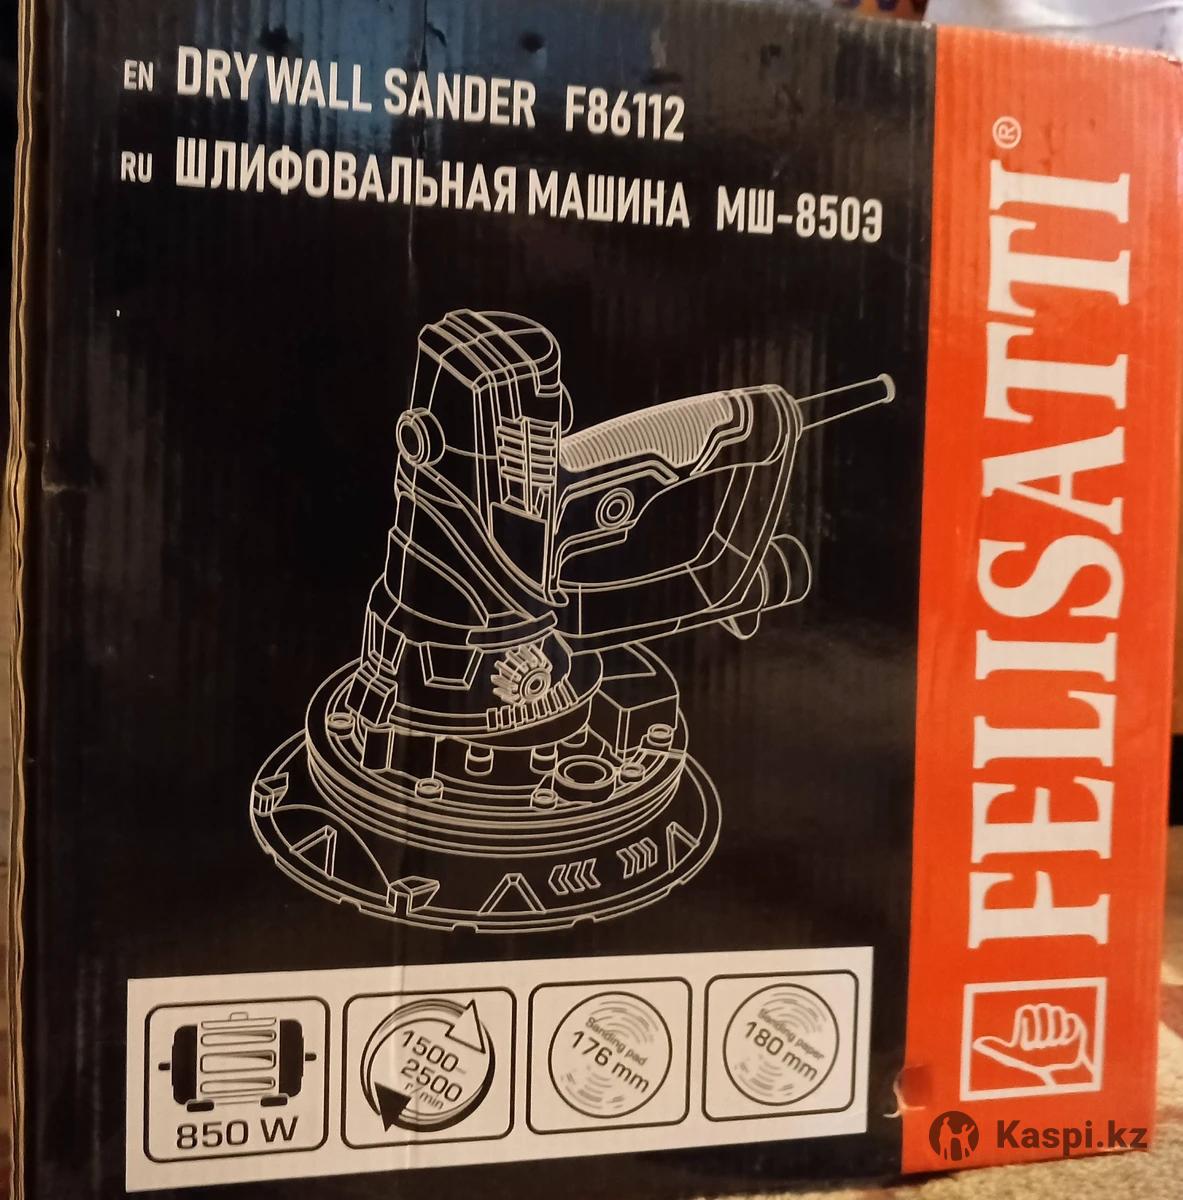 EN DRY WALL SANDER F86112
RU ШЛИФОВАЛЬНАЯ МАШИНА МШ-850Э
FELISATTI®
850 W
1500-
2500
r/min
Sanding pad
176 mm
Sanding paper
180 mm
Kaspi.kz